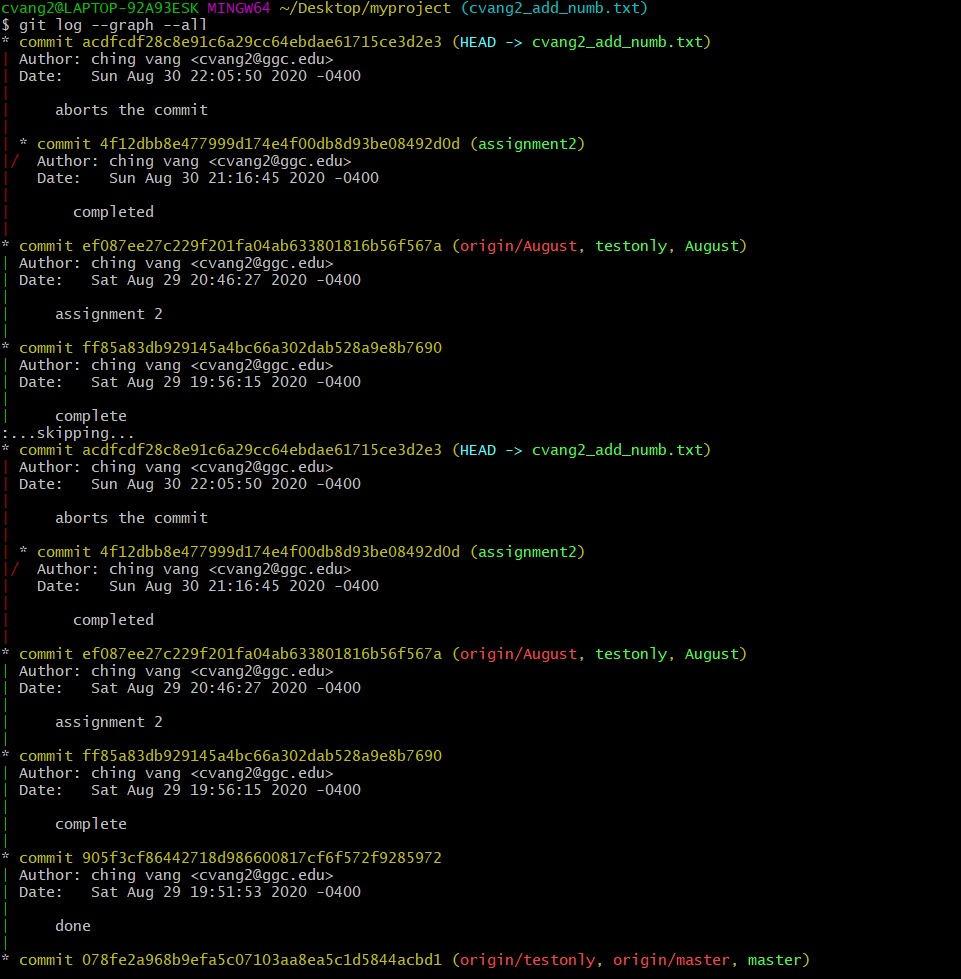 cvang2@LAPTOP-92A93ESK MINGW64 ~/Desktop/myproject (cvang2_add_numb.txt)
$ git log --graph --all
* commit acdfcdf28c8e91c6a29cc64ebdae61715ce3d2e3 (HEAD -> cvang2_add_numb.txt)
| Author: ching vang <cvang2@ggc.edu>
| Date:   Sun Aug 30 22:05:50 2020 -0400
|
|     aborts the commit
|
| * commit 4f12dbb8e477999d174e4f00db8d93be08492d0d (assignment2)
|/  Author: ching vang <cvang2@ggc.edu>
|   Date:   Sun Aug 30 21:16:45 2020 -0400
|
|       completed
|
* commit ef087ee27c229f201fa04ab633801816b56f567a (origin/August, testonly, August)
| Author: ching vang <cvang2@ggc.edu>
| Date:   Sat Aug 29 20:46:27 2020 -0400
|
|     assignment 2
|
* commit ff85a83db929145a4bc66a302dab528a9e8b7690
| Author: ching vang <cvang2@ggc.edu>
| Date:   Sat Aug 29 19:56:15 2020 -0400
|
|     complete
:...skipping...
* commit acdfcdf28c8e91c6a29cc64ebdae61715ce3d2e3 (HEAD -> cvang2_add_numb.txt)
| Author: ching vang <cvang2@ggc.edu>
| Date:   Sun Aug 30 22:05:50 2020 -0400
|
|     aborts the commit
|
| * commit 4f12dbb8e477999d174e4f00db8d93be08492d0d (assignment2)
|/  Author: ching vang <cvang2@ggc.edu>
|   Date:   Sun Aug 30 21:16:45 2020 -0400
|
|       completed
|
* commit ef087ee27c229f201fa04ab633801816b56f567a (origin/August, testonly, August)
| Author: ching vang <cvang2@ggc.edu>
| Date:   Sat Aug 29 20:46:27 2020 -0400
|
|     assignment 2
|
* commit ff85a83db929145a4bc66a302dab528a9e8b7690
| Author: ching vang <cvang2@ggc.edu>
| Date:   Sat Aug 29 19:56:15 2020 -0400
|
|     complete
|
* commit 905f3cf86442718d986600817cf6f572f9285972
| Author: ching vang <cvang2@ggc.edu>
| Date:   Sat Aug 29 19:51:53 2020 -0400
|
|     done
|
* commit 078fe2a968b9efa5c07103aa8ea5c1d5844acbd1 (origin/testonly, origin/master, master)